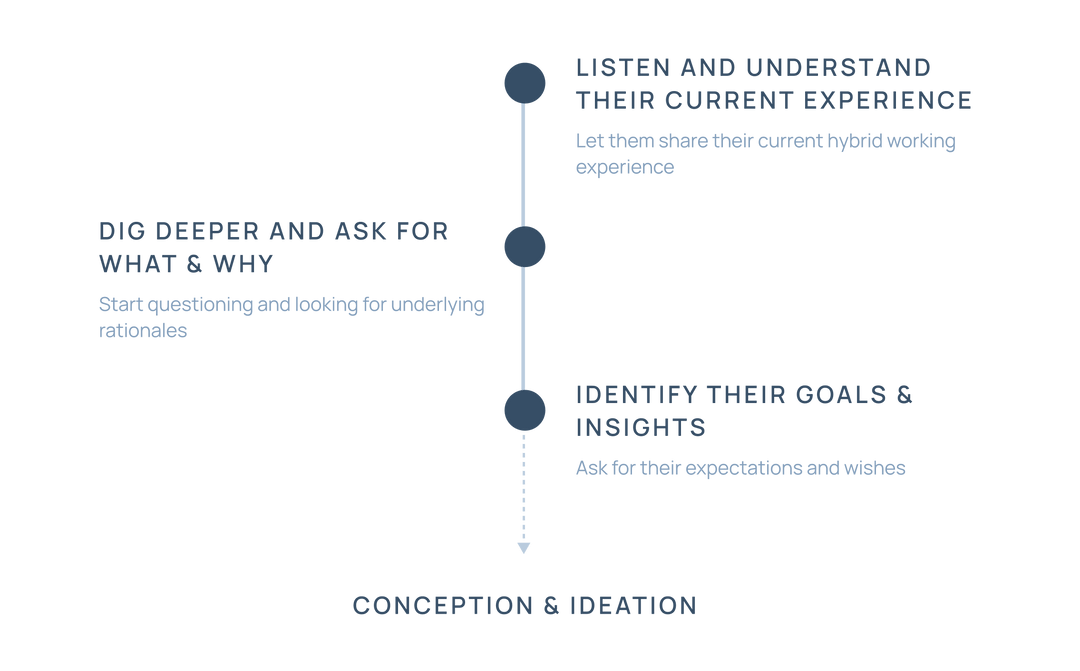 LISTEN AND UNDERSTAND
THEIR CURRENT EXPERIENCE
Let them share their current hybrid working
experience
DIG DEEPER AND ASK FOR
WHAT & WHY
Start questioning and looking for underlying
rationales
IDENTIFY THEIR GOALS &
INSIGHTS
Ask for their expectations and wishes
CONCEPTION & IDEATION